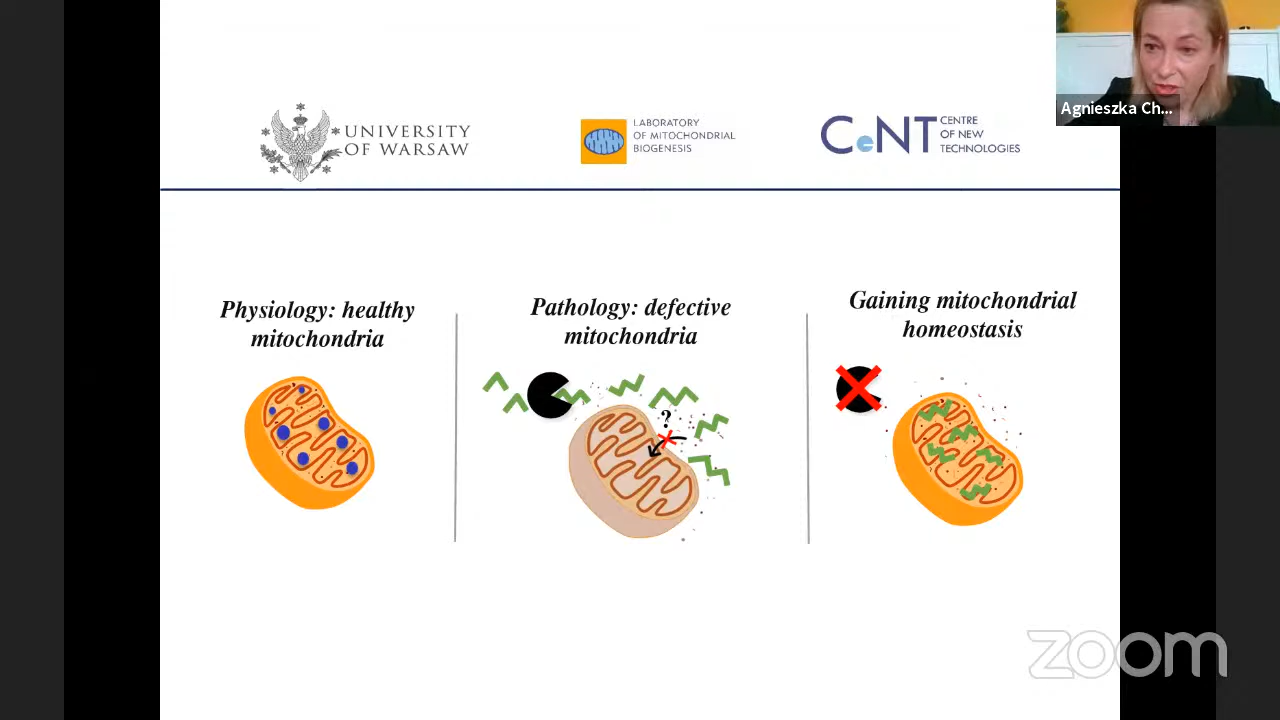 Agnieszka Ch...
UNIVERSITY
OF WARSAW
LABORATORY
OF MITOCHONDRIAL
BIOGENESIS
CeNT
CENTRE
OF NEW
TECHNOLOGIES
Physiology: healthy
mitochondria
Pathology: defective
mitochondria
Gaining mitochondrial
homeostasis
?
zoom